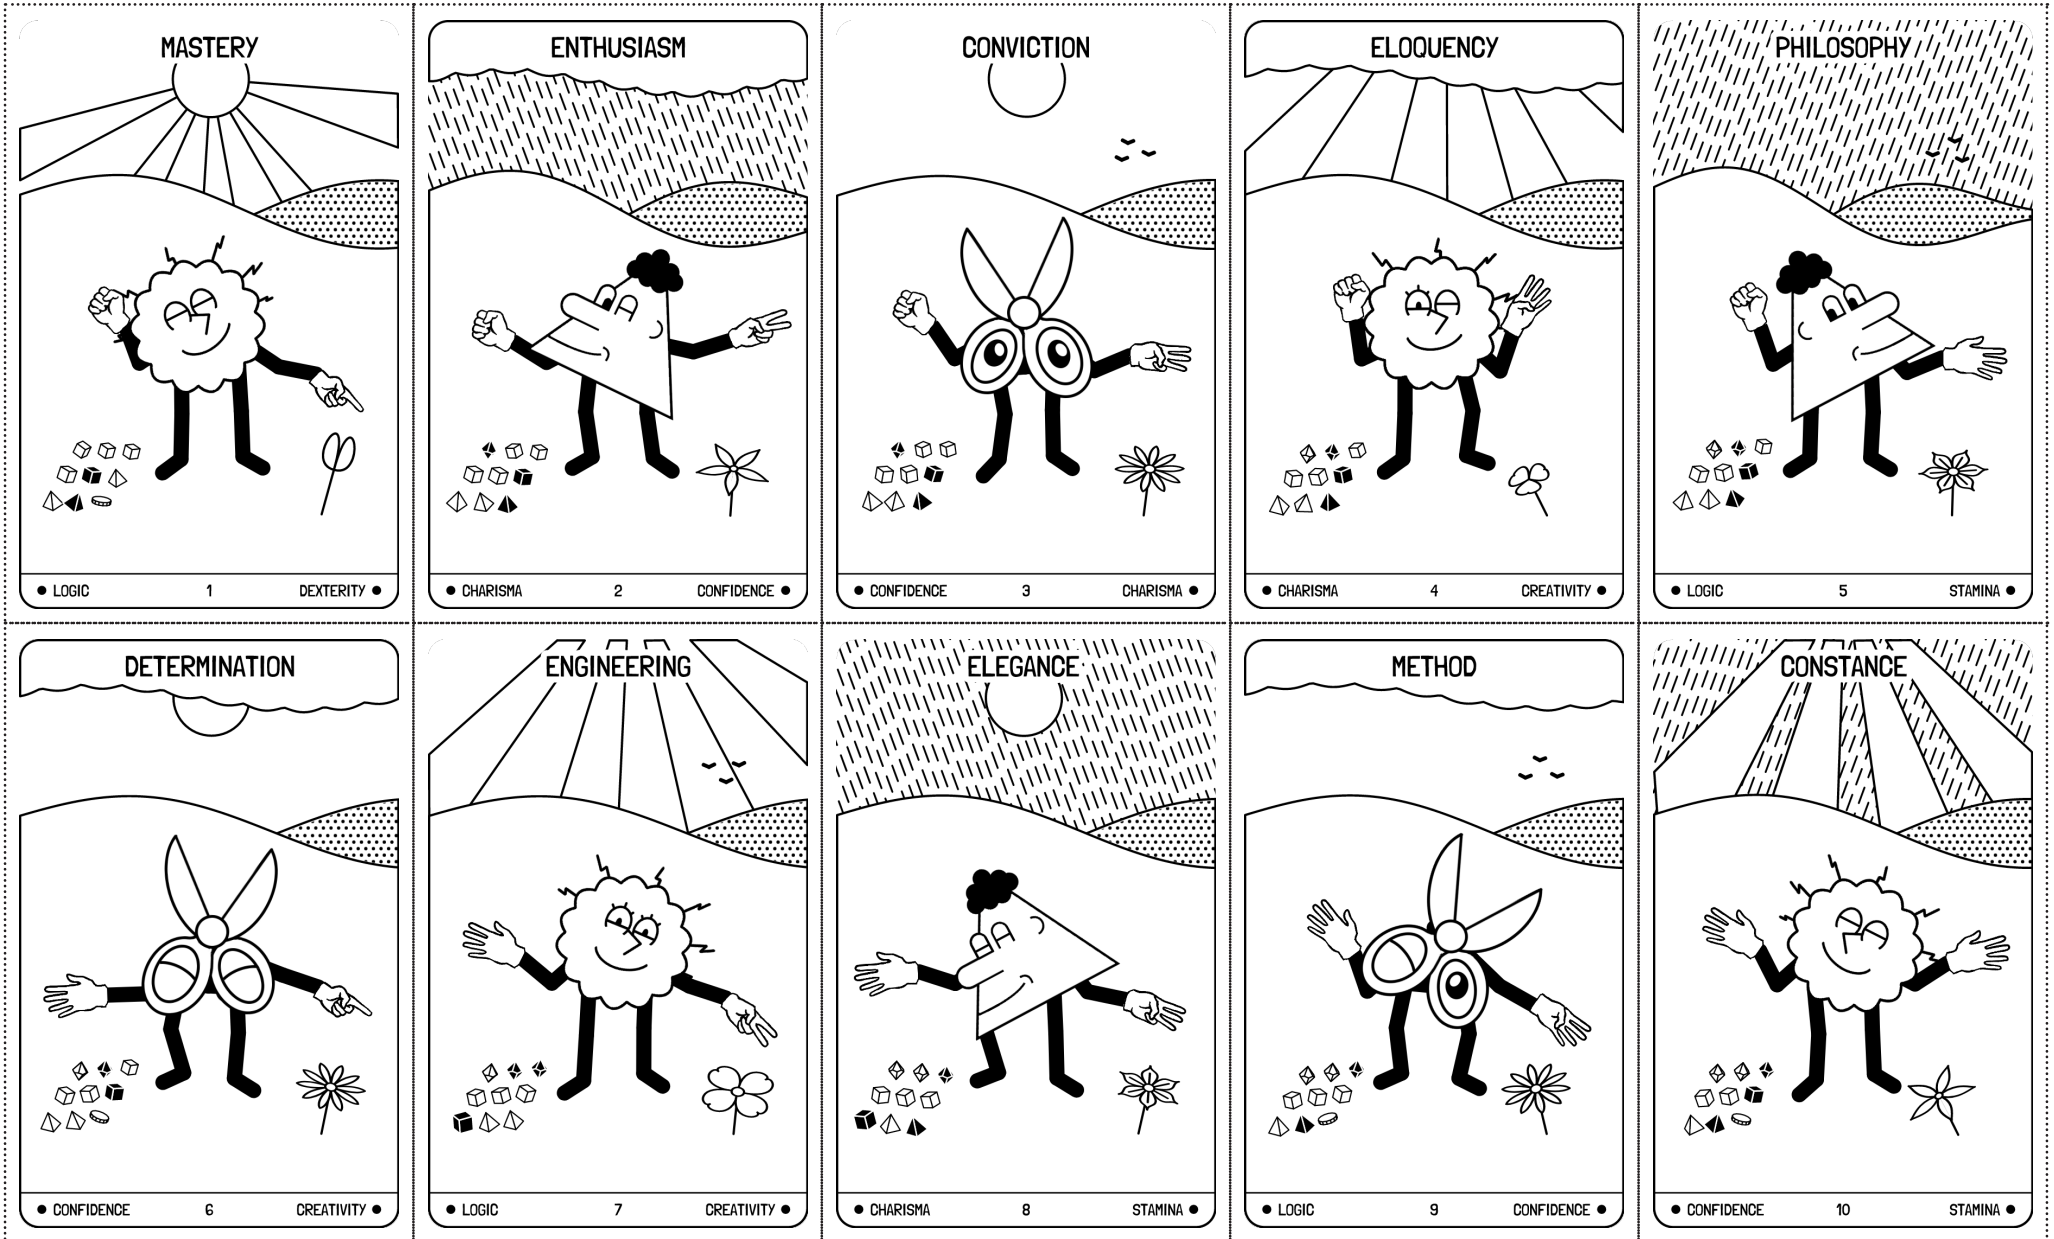 MASTERY
LOGIC 1 DEXTERITY
ENTHUSIASM
CHARISMA 2 CONFIDENCE
CONVICTION
CONFIDENCE 3 CHARISMA
ELOQUENCY
CHARISMA 4 CREATIVITY
PHILOSOPHY
LOGIC 5 STAMINA
DETERMINATION
CONFIDENCE 6 CREATIVITY
ENGINEERING
LOGIC 7 CREATIVITY
ELEGANCE
CHARISMA 8 STAMINA
METHOD
LOGIC 9 CONFIDENCE
CONSTANCE
CONFIDENCE 10 STAMINA